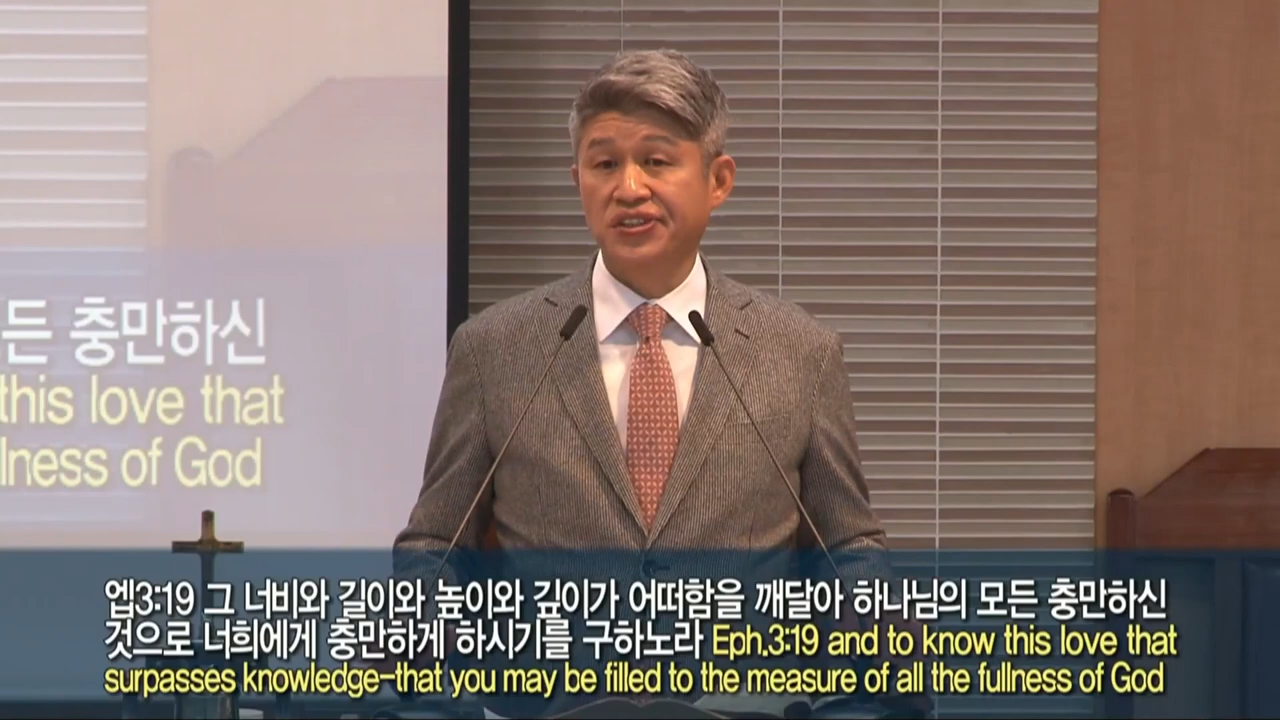 든 충만하신
this love that
lness of God
엡3:19 그 너비와 길이와 높이와 깊이가 어떠함을 깨달아 하나님의 모든 충만하신
것으로 너희에게 충만하게 하시기를 구하노라 Eph.3:19 and to know this love that
surpasses knowledge-that you may be filled to the measure of all the fullness of God